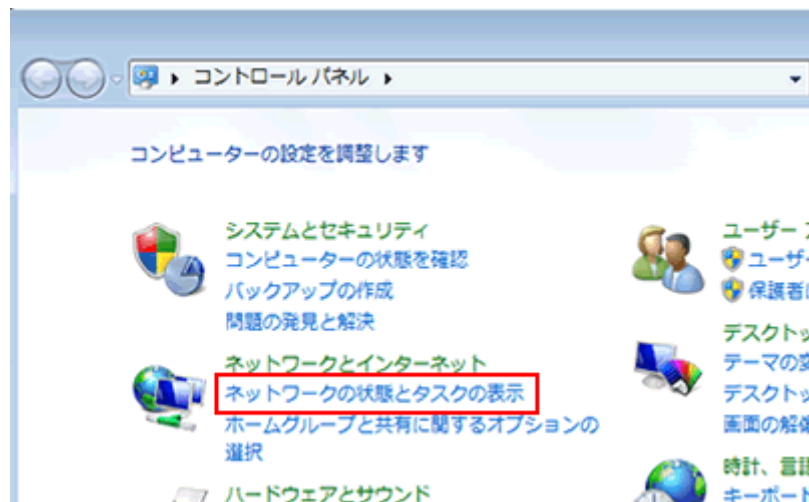 コントロール パネル
コンピューターの設定を調整します
システムとセキュリティ
コンピューターの状態を確認
バックアップの作成
問題の発見と解決
ネットワークとインターネット
ネットワークの状態とタスクの表示
ホームグループと共有に関するオプションの
選択
ハードウェアとサウンド
ユーザー
ユーザー
保護者
デスクトッ
テーマの変
デスクトッ
画面の解像
時計、言語
キーボード